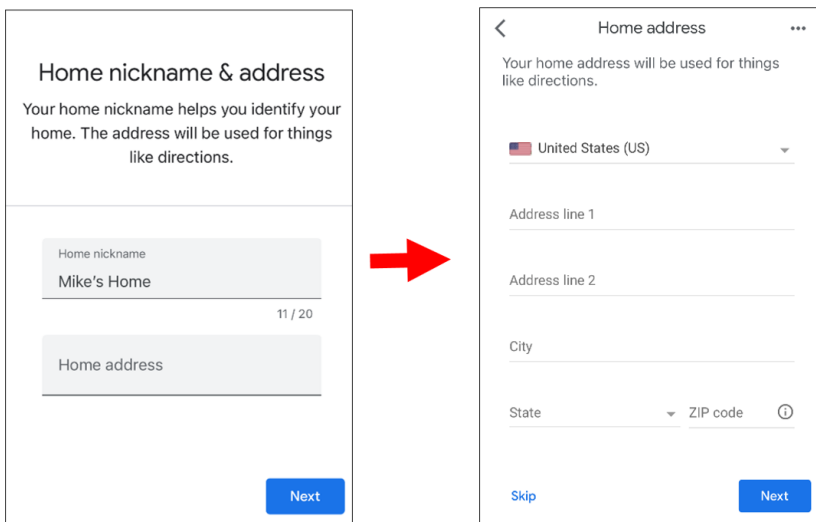 Home nickname & address
Your home nickname helps you identify your
home. The address will be used for things
like directions.
Home nickname
Mike's Home
11 / 20
Home address
Next
Home address
Your home address will be used for things
like directions.
United States (US)
Address line 1
Address line 2
City
State
ZIP code
Skip
Next